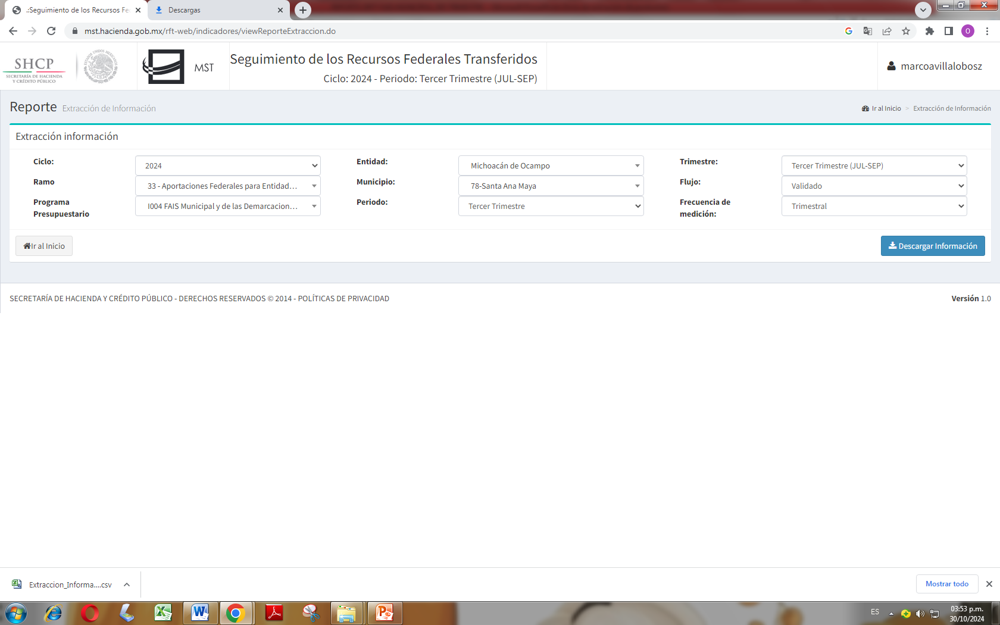 .:Seguimiento de los Recursos Fe
Descargas
mst.hacienda.gob.mx/rft-web/indicadores/viewReporteExtraccion.do
G
O
SHCP
SECRETARÍA DE HACIENDA
Y CRÉDITO PÚBLICO
ESTADOS UNIDOS MEXICANOS
MST
Seguimiento de los Recursos Federales Transferidos
Ciclo: 2024 - Periodo: Tercer Trimestre (JUL-SEP)
marcoavillalobosz
Reporte Extracción de Información
Ir al Inicio > Extracción de Información
Extracción información
Ciclo: 2024 Entidad: Michoacán de Ocampo Trimestre: Tercer Trimestre (JUL-SEP)
Ramo 33 - Aportaciones Federales para Entidad... Municipio: 78-Santa Ana Maya Flujo: Validado
Programa Presupuestario I004 FAIS Municipal y de las Demarcacion... Periodo: Tercer Trimestre Frecuencia de medición: Trimestral
Ir al Inicio
Descargar Información
SECRETARÍA DE HACIENDA Y CRÉDITO PÚBLICO - DERECHOS RESERVADOS © 2014 - POLÍTICAS DE PRIVACIDAD
Versión 1.0
Extraccion_Informa....csv
Mostrar todo
ES
03:53 p.m.
30/10/2024